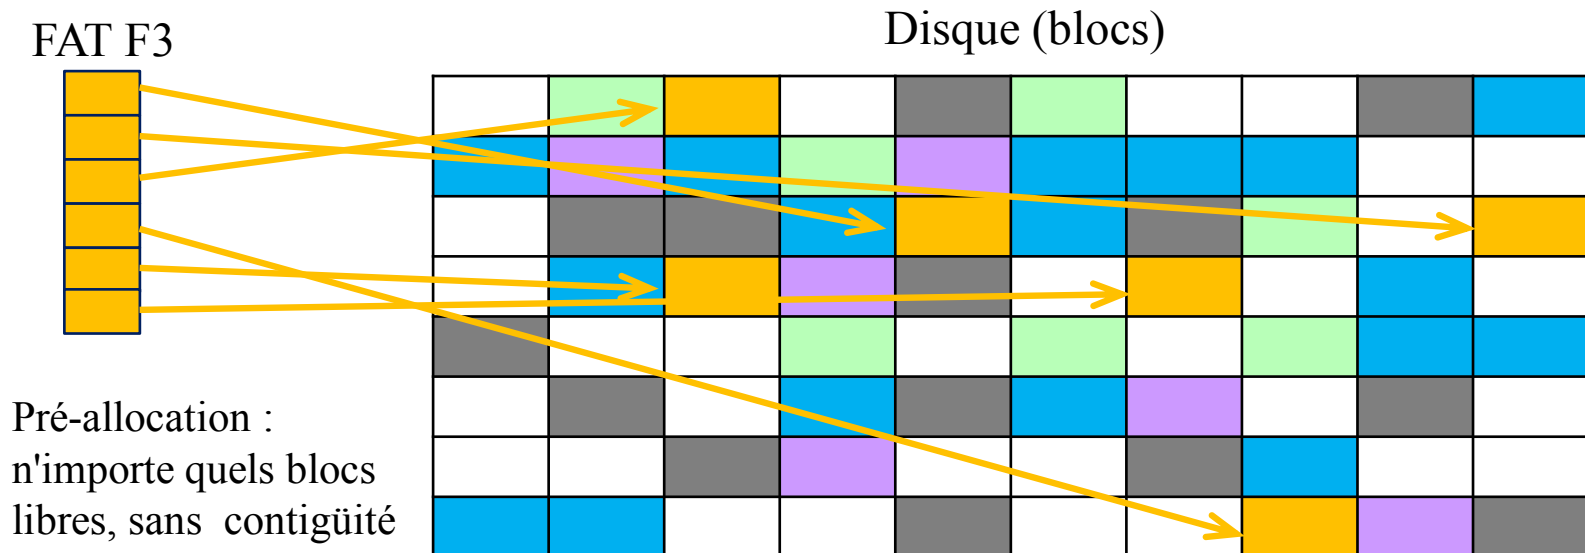 FAT F3
Disque (blocs)
Pré-allocation :
n'importe quels blocs
libres, sans contigüité